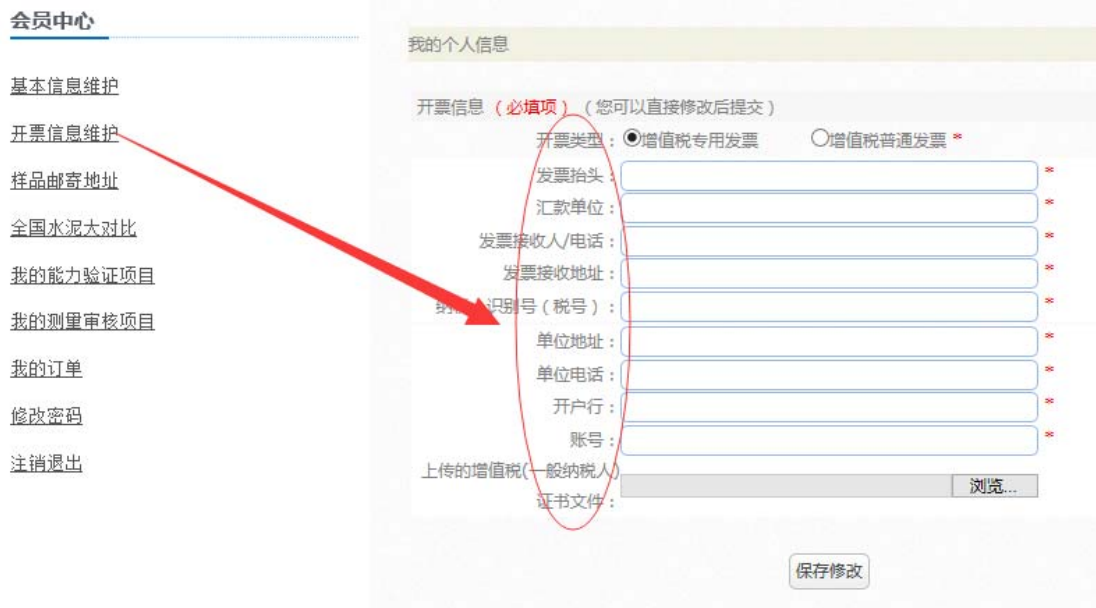 会员中心
基本信息维护
开票信息维护
样品邮寄地址
全国水泥大对比
我的能力验证项目
我的测量审核项目
我的订单
修改密码
注销退出
我的个人信息
开票信息（必填项）（您可以直接修改后提交）
开票类型：增值税专用发票 增值税普通发票 *
发票抬头： *
汇款单位： *
发票接收人/电话： *
发票接收地址： *
识别号（税号）： *
单位地址： *
单位电话： *
开户行： *
账号： *
上传的增值税(一般纳税人)
证书文件： 浏览...
保存修改